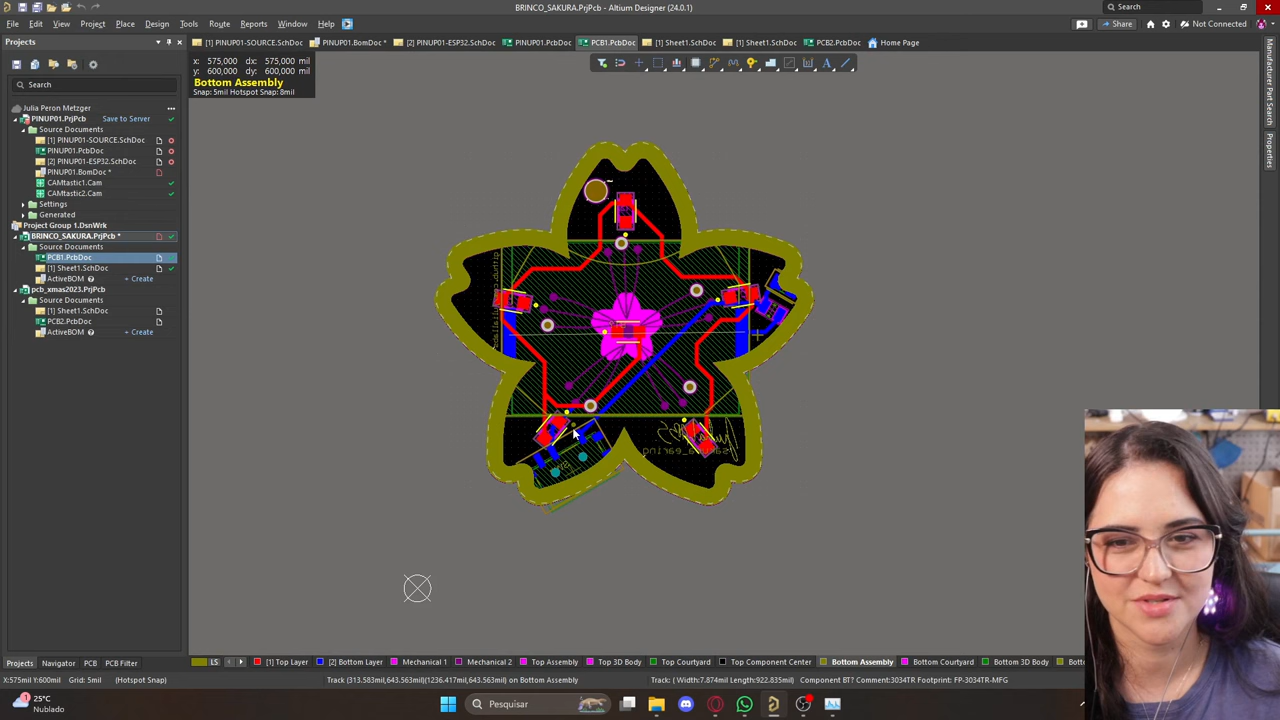 BRINCO_SAKURA.PrjPcb - Altium Designer (24.0.1)
Search
File Edit View Project Place Design Tools Route Reports Window Help
Share
Not Connected
Projects
[1] PINUP01-SOURCE.SchDoc
PINUP01.BomDoc *
[2] PINUP01-ESP32.SchDoc
PINUP01.PcbDoc
PCB1.PcbDoc
[1] Sheet1.SchDoc
[1] Sheet1.SchDoc
PCB2.PcbDoc
Home Page
x: 575,000 dx: 575,000 mil
y: 600,000 dy: 600,000 mil
Bottom Assembly
Snap: 5mil Hotspot Snap: 8mil
Search
Julia Peron Metzger
PINUP01.PrjPcb Save to Server
Source Documents
[1] PINUP01-SOURCE.SchDoc
PINUP01.PcbDoc
[2] PINUP01-ESP32.SchDoc
PINUP01.BomDoc *
CAMtastic1.Cam
CAMtastic2.Cam
Settings
Generated
Project Group 1.DsnWrk
BRINCO_SAKURA.PrjPcb *
Source Documents
PCB1.PcbDoc
[1] Sheet1.SchDoc
ActiveBOM + Create
pcb_xmas2023.PrjPcb
Source Documents
[1] Sheet1.SchDoc
PCB2.PcbDoc
ActiveBOM + Create
Manufacturer Part Search
Properties
sakura_earing
Projects Navigator PCB PCB Filter
LS
[1] Top Layer
[2] Bottom Layer
Mechanical 1
Mechanical 2
Top Assembly
Top 3D Body
Top Courtyard
Top Component Center
Bottom Assembly
Bottom Courtyard
Bottom 3D Body
X:575mil Y:600mil Grid: 5mil (Hotspot Snap)
Track (313.583mil,643.563mil)(1236.417mil,643.563mil) on Bottom Assembly
Track: ( Width:7.874mil Length:922.835mil) Component BT? Comment:3034TR Footprint: FP-3034TR-MFG
1
25°C
Nublado
Pesquisar